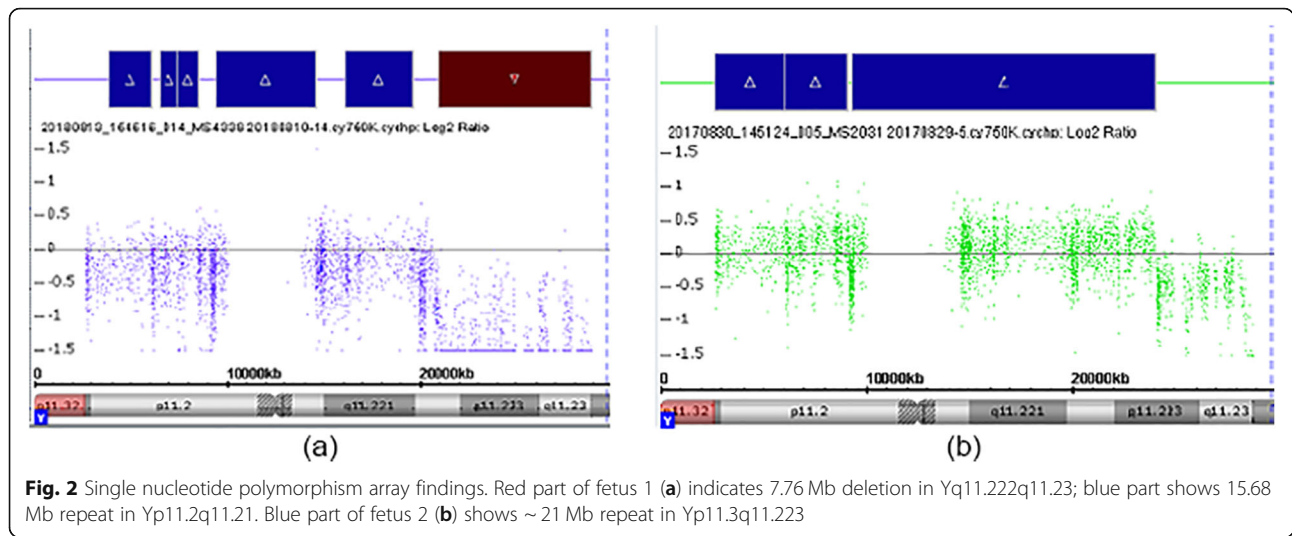 20180813_164616_D14_MS4338 20180810-14.cy760K.cychp: Log2 Ratio
1.5
1
0.5
0
-0.5
-1
-1.5
0 10000kb 20000kb
p11.32 p11.2 q11.221 q11.223 q11.23
Y
(a)
20170830_145124_D05_MS2031 20170829-5.cy750K.cychp: Log2 Ratio
1.5
1
0.5
0
-0.5
-1
-1.5
0 10000kb 20000kb
p11.32 p11.2 q11.221 q11.223 q11.23
Y
(b)
Fig. 2 Single nucleotide polymorphism array findings. Red part of fetus 1 (a) indicates 7.76 Mb deletion in Yq11.222q11.23; blue part shows 15.68
Mb repeat in Yp11.2q11.21. Blue part of fetus 2 (b) shows ~ 21 Mb repeat in Yp11.3q11.223